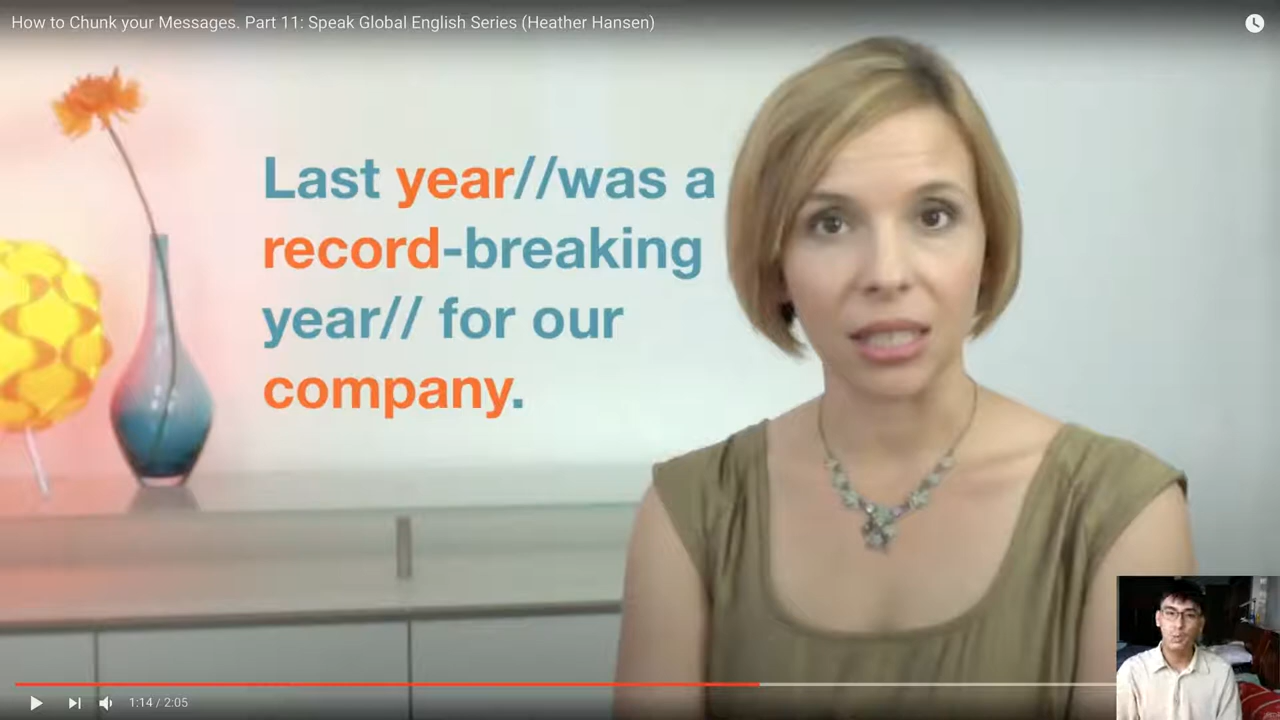 How to Chunk your Messages. Part 11: Speak Global English Series (Heather Hansen)
Last year//was a
record-breaking
year// for our
company.
1:14 / 2:05